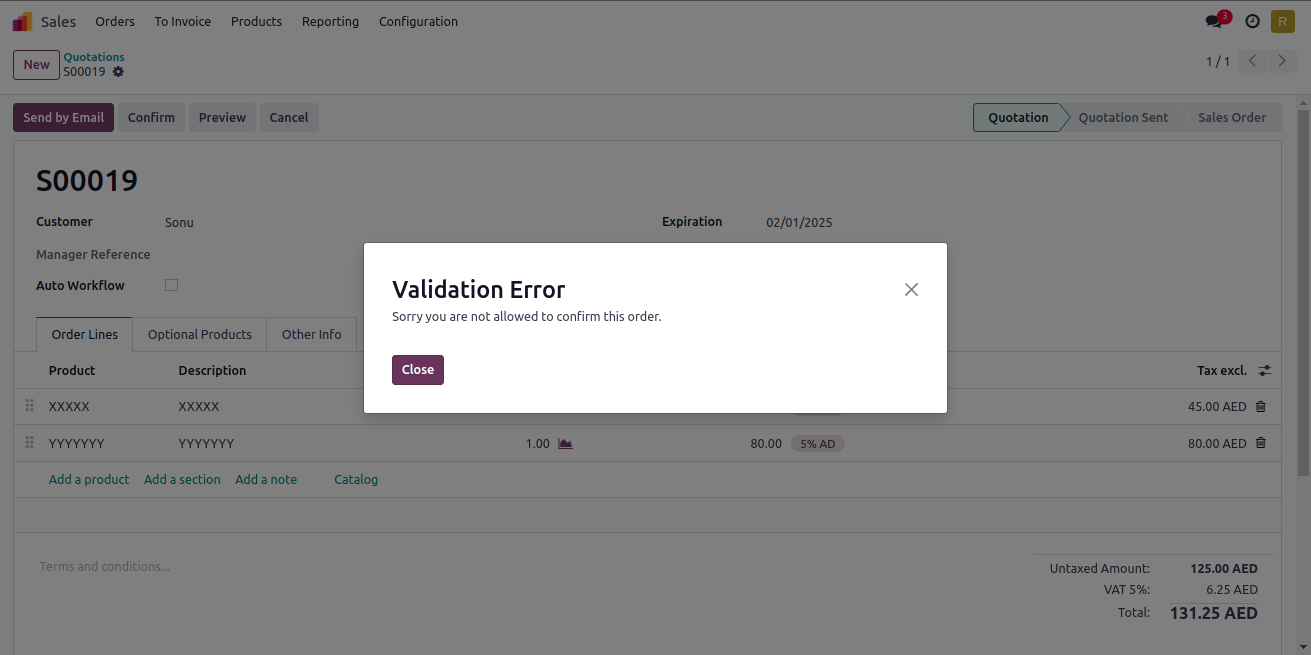 Sales Orders To Invoice Products Reporting Configuration 3 R
New Quotations
S00019
1 / 1
Send by Email Confirm Preview Cancel Quotation Quotation Sent Sales Order
S00019
Customer Sonu Expiration 02/01/2025
Manager Reference
Auto Workflow
Validation Error
Sorry you are not allowed to confirm this order.
Close
Order Lines Optional Products Other Info
Product Description Tax excl.
XXXXX XXXXX 45.00 AED
YYYYYYY YYYYYYY 1.00 80.00 5% AD 80.00 AED
Add a product Add a section Add a note Catalog
Terms and conditions...
Untaxed Amount: 125.00 AED
VAT 5%: 6.25 AED
Total: 131.25 AED